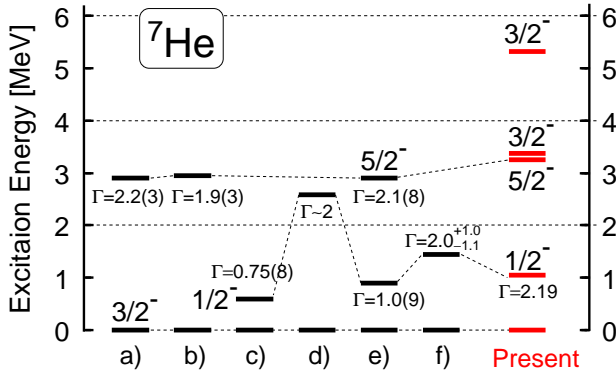 ⁷He
Excitaion Energy [MeV]
6
5
4
3
2
1
0
3/2⁻
3/2⁻
5/2⁻
5/2⁻
Γ=2.2(3)
Γ=1.9(3)
Γ=2.1(8)
Γ~2
Γ=2.0 +1.0 −1.1
Γ=0.75(8)
1/2⁻
Γ=1.0(9)
1/2⁻
Γ=2.19
3/2⁻
6
5
4
3
2
1
0
a) b) c) d) e) f) Present